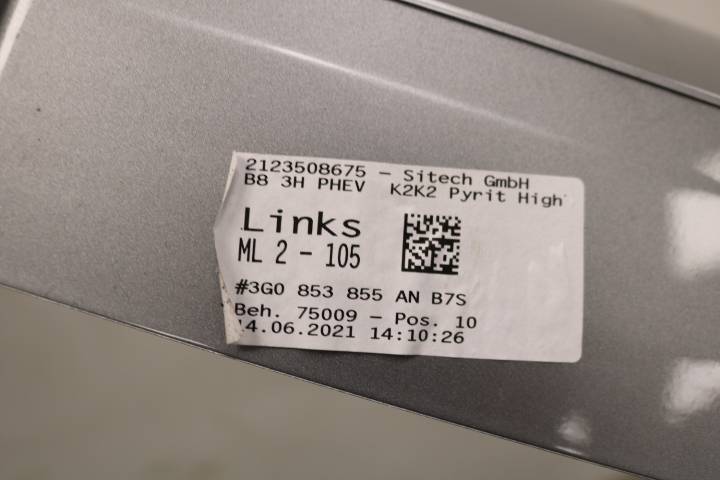 2123508675 – Sitech GmbH
B8 3H PHEV K2K2 Pyrit High
Links
ML 2 – 105
#3G0 853 855 AN B7S
Beh. 75009 – Pos. 10
14.06.2021 14:10:26